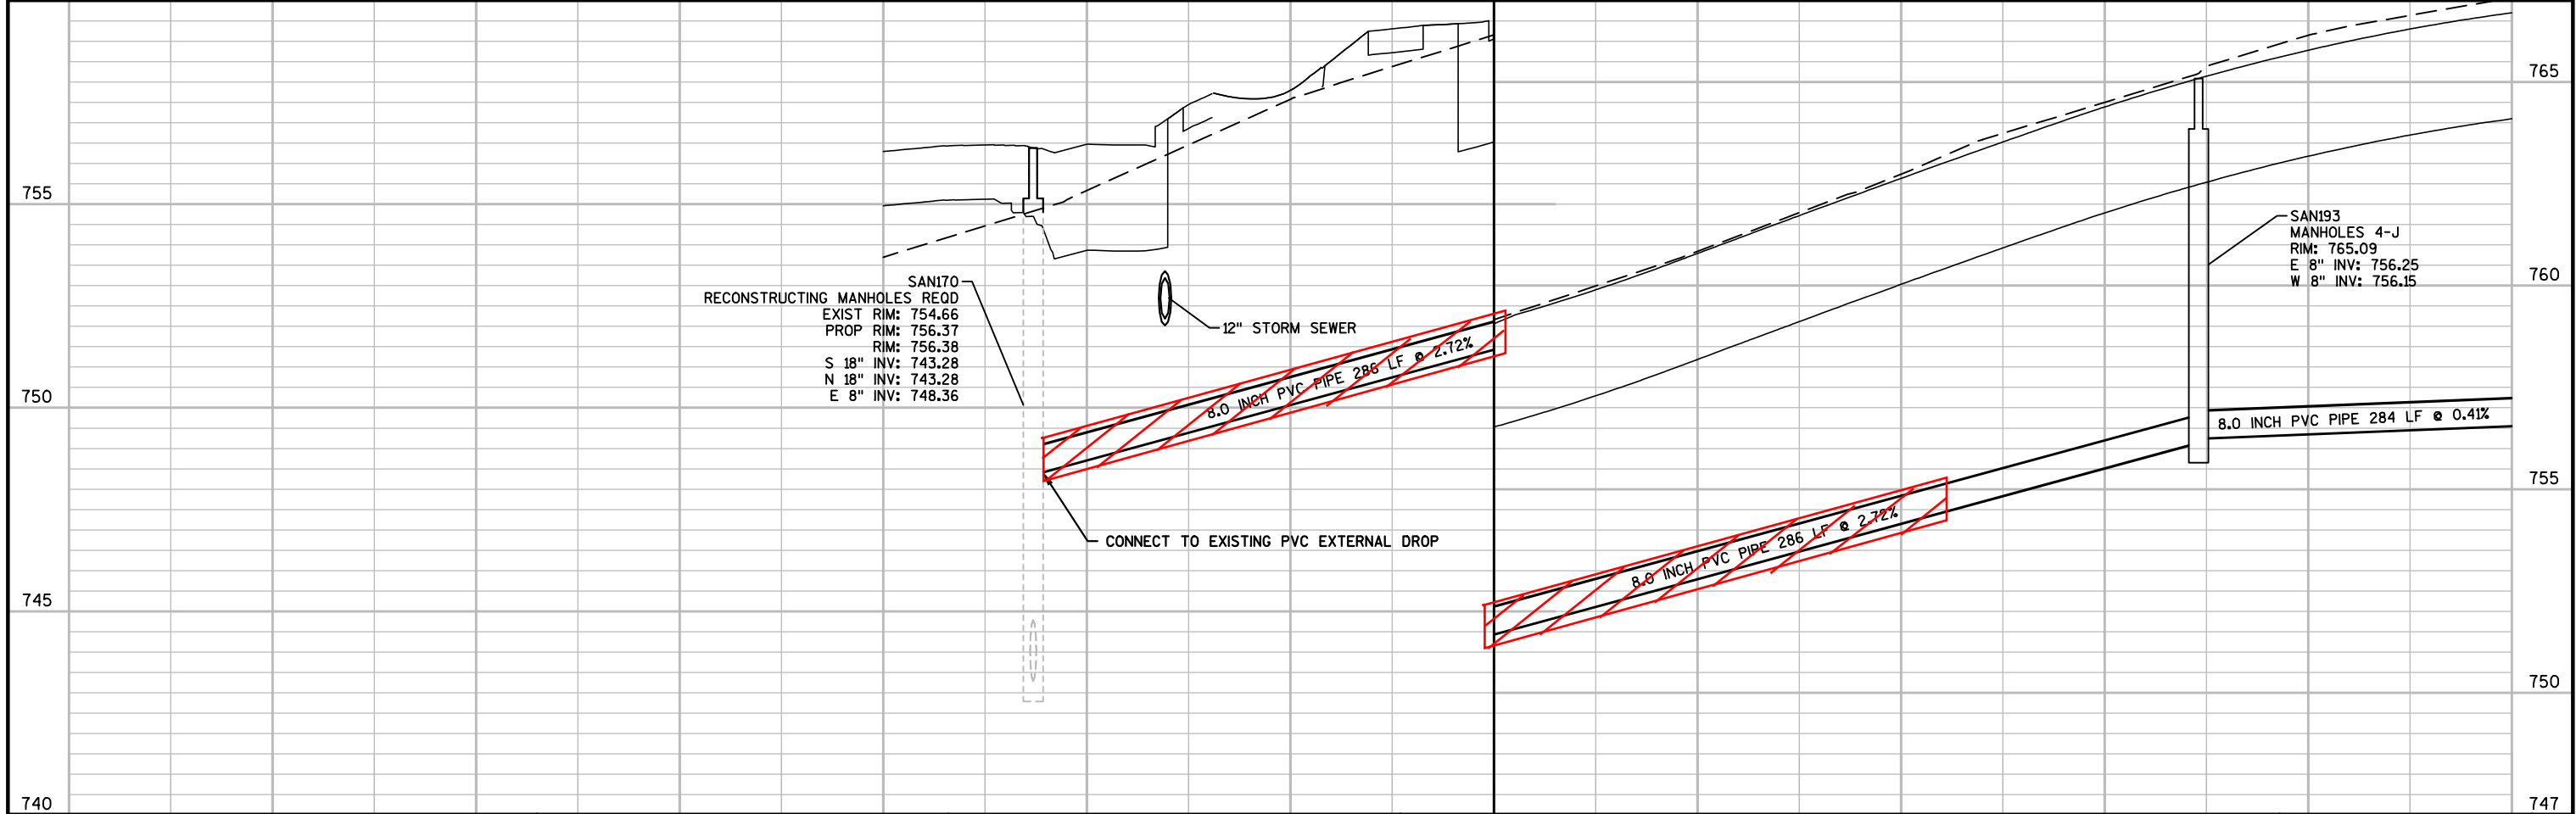 765
755
SAN193
MANHOLES 4-J
RIM: 765.09
E 8" INV: 756.25
W 8" INV: 756.15
760
SAN170
RECONSTRUCTING MANHOLES REQD
EXIST RIM: 754.66
PROP RIM: 756.37
RIM: 756.38
S 18" INV: 743.28
N 18" INV: 743.28
E 8" INV: 748.36
12" STORM SEWER
8.0 INCH PVC PIPE 286 LF @ 2.72%
750
8.0 INCH PVC PIPE 284 LF @ 0.41%
755
CONNECT TO EXISTING PVC EXTERNAL DROP
8.0 INCH PVC PIPE 286 LF @ 2.72%
745
750
740
747